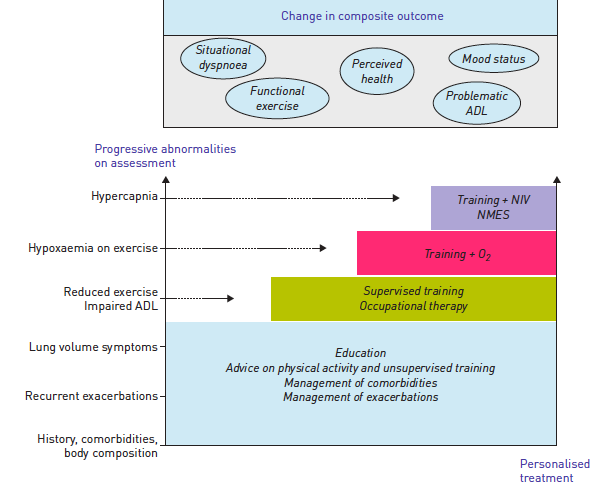 Change in composite outcome
Situational
dyspnoea
Functional
exercise
Perceived
health
Mood status
Problematic
ADL
Progressive abnormalities
on assessment
Hypercapnia
Training + NIV
NMES
Hypoxaemia on exercise
Training + O₂
Reduced exercise
Impaired ADL
Supervised training
Occupational therapy
Lung volume symptoms
Recurrent exacerbations
History, comorbidities,
body composition
Education
Advice on physical activity and unsupervised training
Management of comorbidities
Management of exacerbations
Personalised
treatment